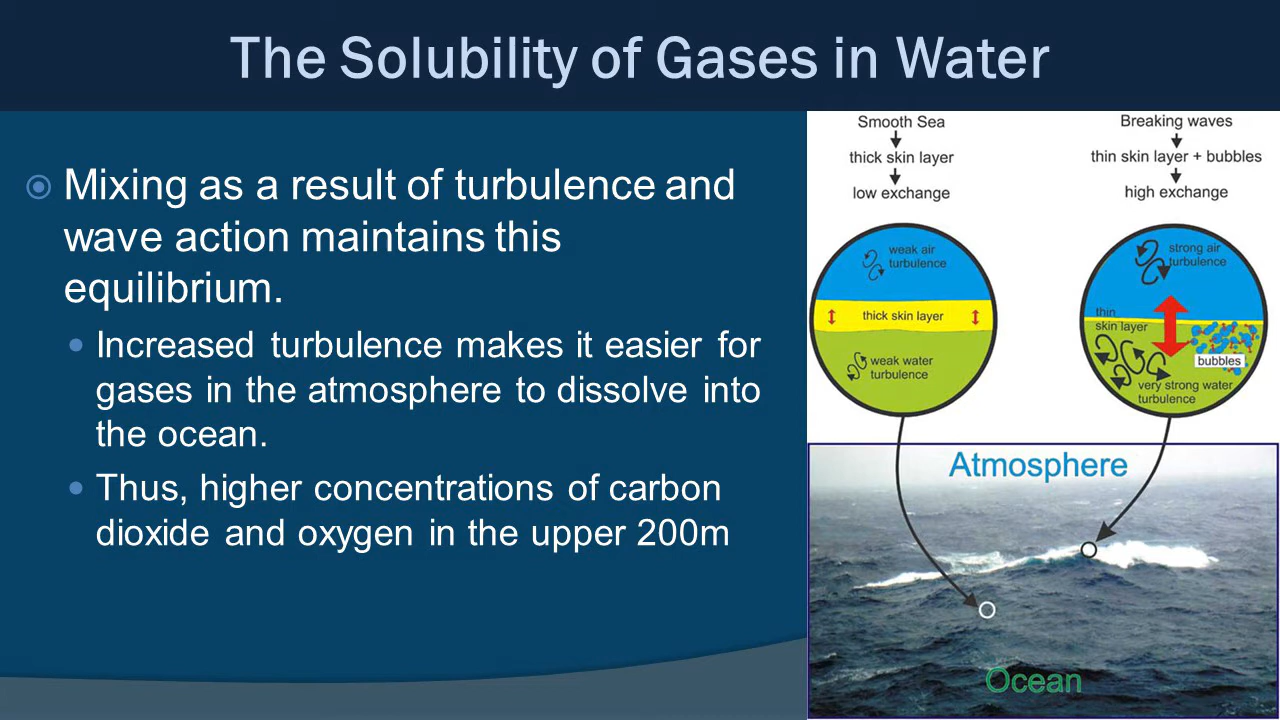 The Solubility of Gases in Water
Mixing as a result of turbulence and
wave action maintains this
equilibrium.
Increased turbulence makes it easier for
gases in the atmosphere to dissolve into
the ocean.
Thus, higher concentrations of carbon
dioxide and oxygen in the upper 200m
Smooth Sea
thick skin layer
low exchange
weak air
turbulence
thick skin layer
weak water
turbulence
Breaking waves
thin skin layer + bubbles
high exchange
strong air
turbulence
thin
skin layer
bubbles
very strong water
turbulence
Atmosphere
Ocean